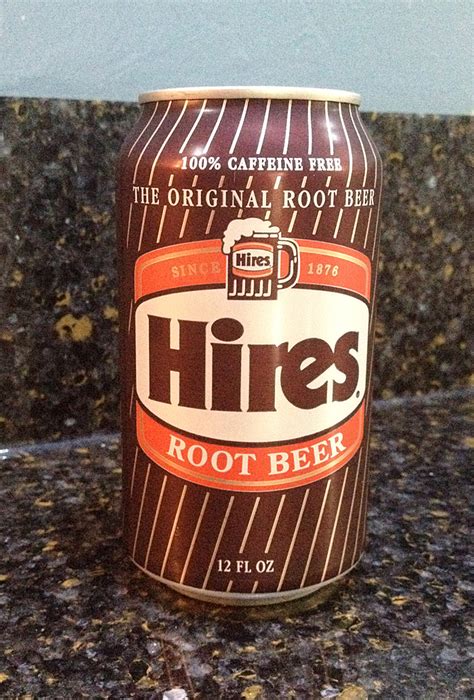 100% CAFFEINE FREE
THE ORIGINAL ROOT BEER
Hires
SINCE 1876
Hires
ROOT BEER
12 FL OZ